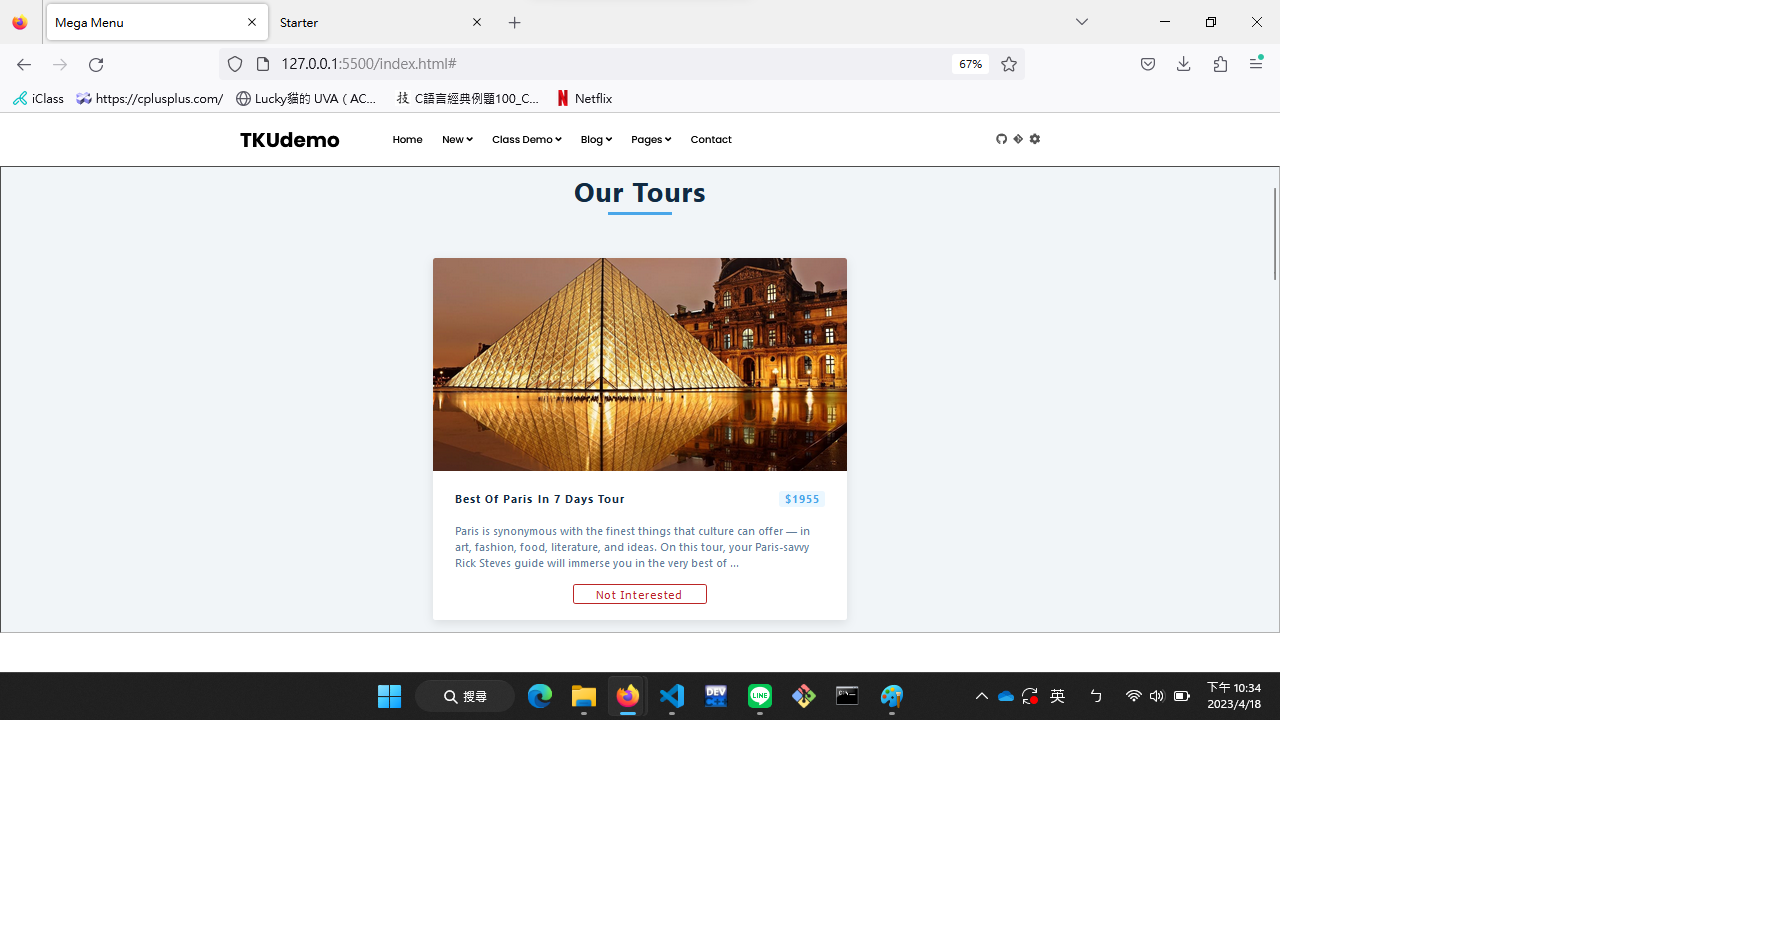 Mega Menu
Starter
127.0.0.1:5500/index.html#
67%
iClass
https://cplusplus.com/
Lucky貓的 UVA ( AC...
技 C語言經典例題100_C...
Netflix
TKUdemo
Home
New
Class Demo
Blog
Pages
Contact
Our Tours
Best Of Paris In 7 Days Tour
$1955
Paris is synonymous with the finest things that culture can offer — in
art, fashion, food, literature, and ideas. On this tour, your Paris-savvy
Rick Steves guide will immerse you in the very best of ...
Not Interested
搜尋
DEV
C++
LINE
英
ㄅ
下午 10:34
2023/4/18